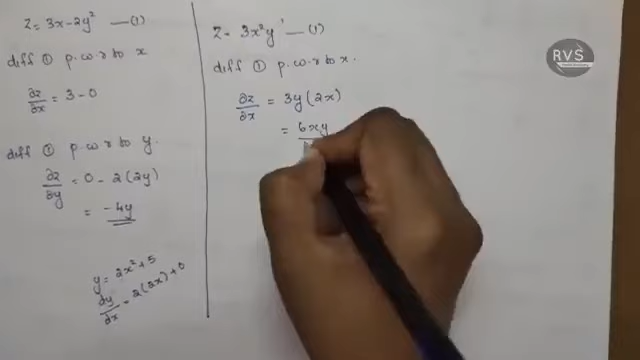 z = 3x - 2y² — (1)
diff ① p. w. r to x
∂z/∂x = 3 - 0
diff ① p. w. r to y.
∂z/∂y = 0 - 2(2y)
= -4y
y = 2x² + 5
dy/dx = 2(2x) + 0
z = 3x²y — (1)
diff ① p. w. r to x.
∂z/∂x = 3y(2x)
= 6xy
RVS